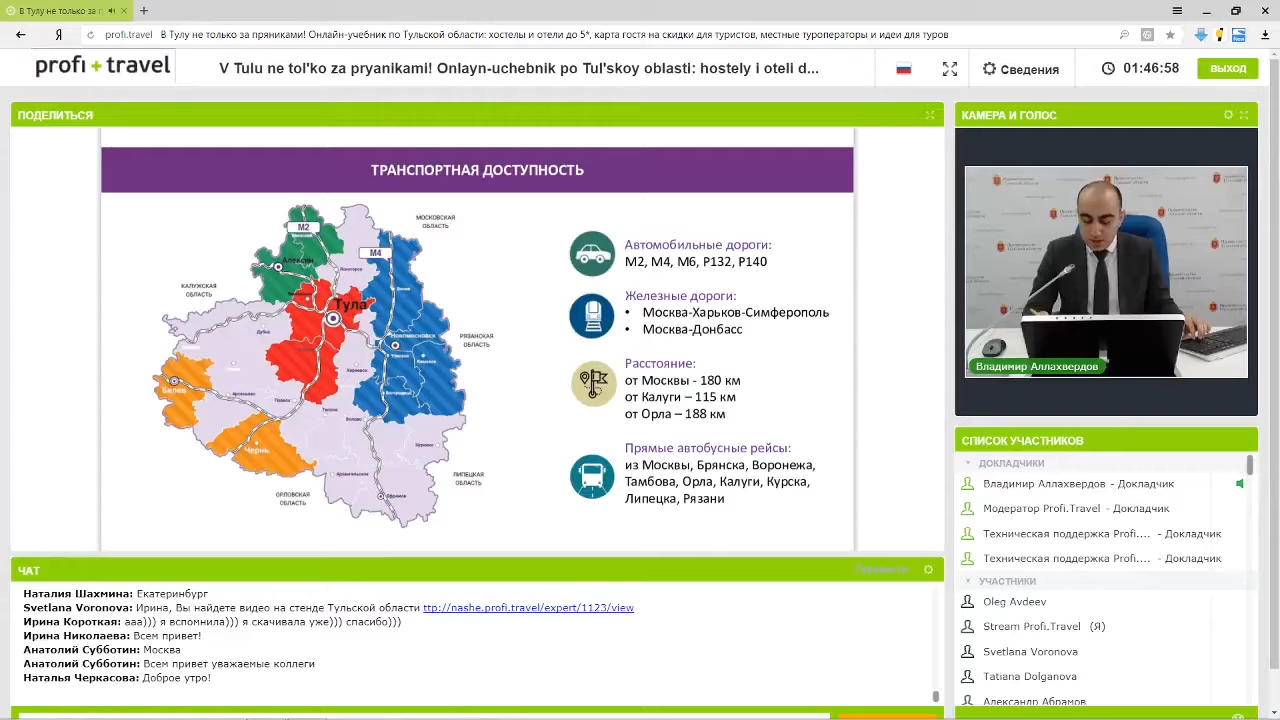 В Тулу не только за п
profi.travel В Тулу не только за пряниками! Онлайн-учебник по Тульской области: хостелы и отели до 5*, карта гостя на скидки для туристов, местные туроператоры и идеи для туров
profi + travel
V Tulu ne tol'ko za pryanikami! Onlayn-uchebnik po Tul'skoy oblasti: hostely i oteli d...
Сведения
01:46:58
ВЫХОД
ПОДЕЛИТЬСЯ
ТРАНСПОРТНАЯ ДОСТУПНОСТЬ
МОСКОВСКАЯ
ОБЛАСТЬ
М2
М4
Алексин
КАЛУЖСКАЯ
ОБЛАСТЬ
Тула
РЯЗАНСКАЯ
ОБЛАСТЬ
Новомосковск
Белев
Чернь
Ефремов
ОРЛОВСКАЯ
ОБЛАСТЬ
ЛИПЕЦКАЯ
ОБЛАСТЬ
Автомобильные дороги:
М2, М4, М6, Р132, Р140
Железные дороги:
• Москва-Харьков-Симферополь
• Москва-Донбасс
Расстояние:
от Москвы - 180 км
от Калуги – 115 км
от Орла – 188 км
Прямые автобусные рейсы:
из Москвы, Брянска, Воронежа,
Тамбова, Орла, Калуги, Курска,
Липецка, Рязани
КАМЕРА И ГОЛОС
Владимир Аллахвердов
СПИСОК УЧАСТНИКОВ
ДОКЛАДЧИКИ
Владимир Аллахвердов - Докладчик
Модератор Profi.Travel - Докладчик
Техническая поддержка Profi.... - Докладчик
Техническая поддержка Profi.... - Докладчик
УЧАСТНИКИ
Oleg Avdeev
Stream Profi.Travel (Я)
Svetlana Voronova
Tatiana Dolganova
Александр Абрамов
ЧАТ
Наталия Шахмина: Екатеринбург
Svetlana Voronova: Ирина, Вы найдете видео на стенде Тульской области ttp://nashe.profi.travel/expert/1123/view
Ирина Короткая: ааа))) я вспомнила))) я скачивала уже))) спасибо)))
Ирина Николаева: Всем привет!
Анатолий Субботин: Москва
Анатолий Субботин: Всем привет уважаемые коллеги
Наталья Черкасова: Доброе утро!